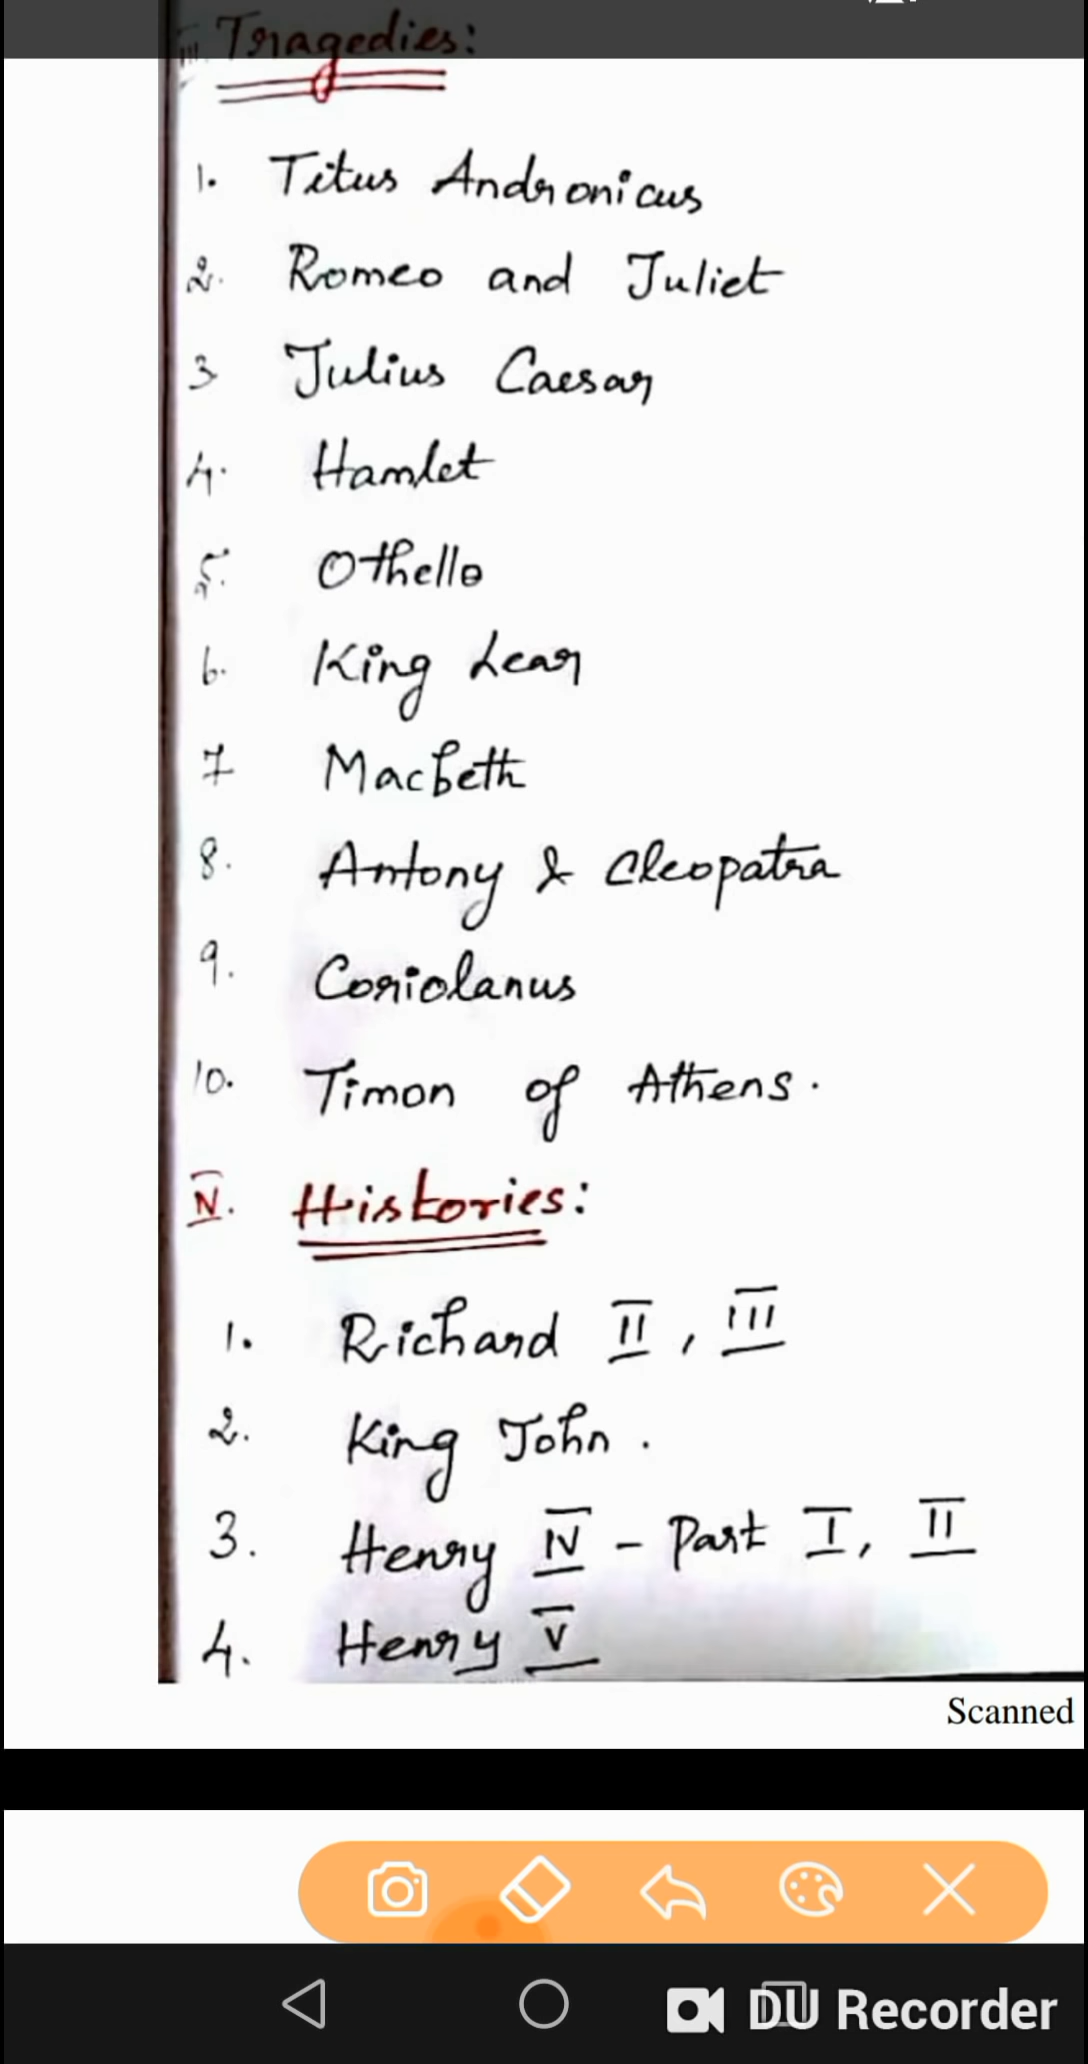 III. Tragedies:
1. Titus Andronicus
2. Romeo and Juliet
3 Julius Caesar
4. Hamlet
5. Othello
6. King Lear
7 Macbeth
8. Antony & Cleopatra
9. Coriolanus
10. Timon of Athens.
IV. Histories:
1. Richard II, III
2. King John.
3. Henry IV - Part I, II
4. Henry V
Scanned
DU Recorder